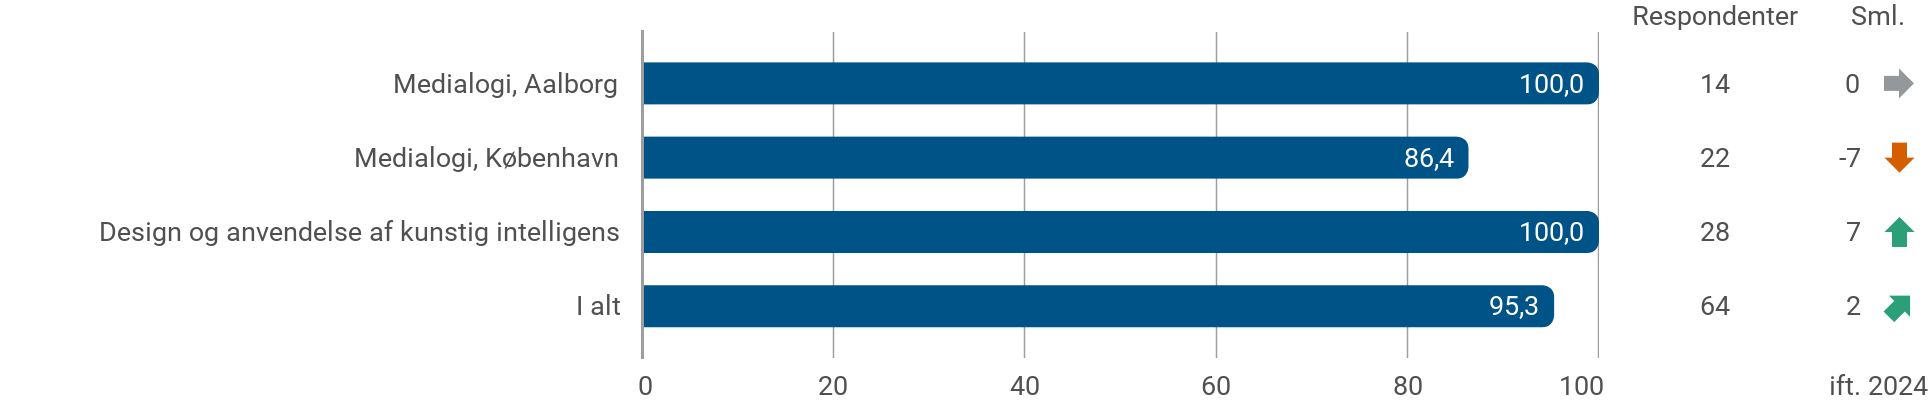 Respondenter Sml.
Medialogi, Aalborg 100,0 14 0
Medialogi, København 86,4 22 -7
Design og anvendelse af kunstig intelligens 100,0 28 7
I alt 95,3 64 2
0 20 40 60 80 100 ift. 2024